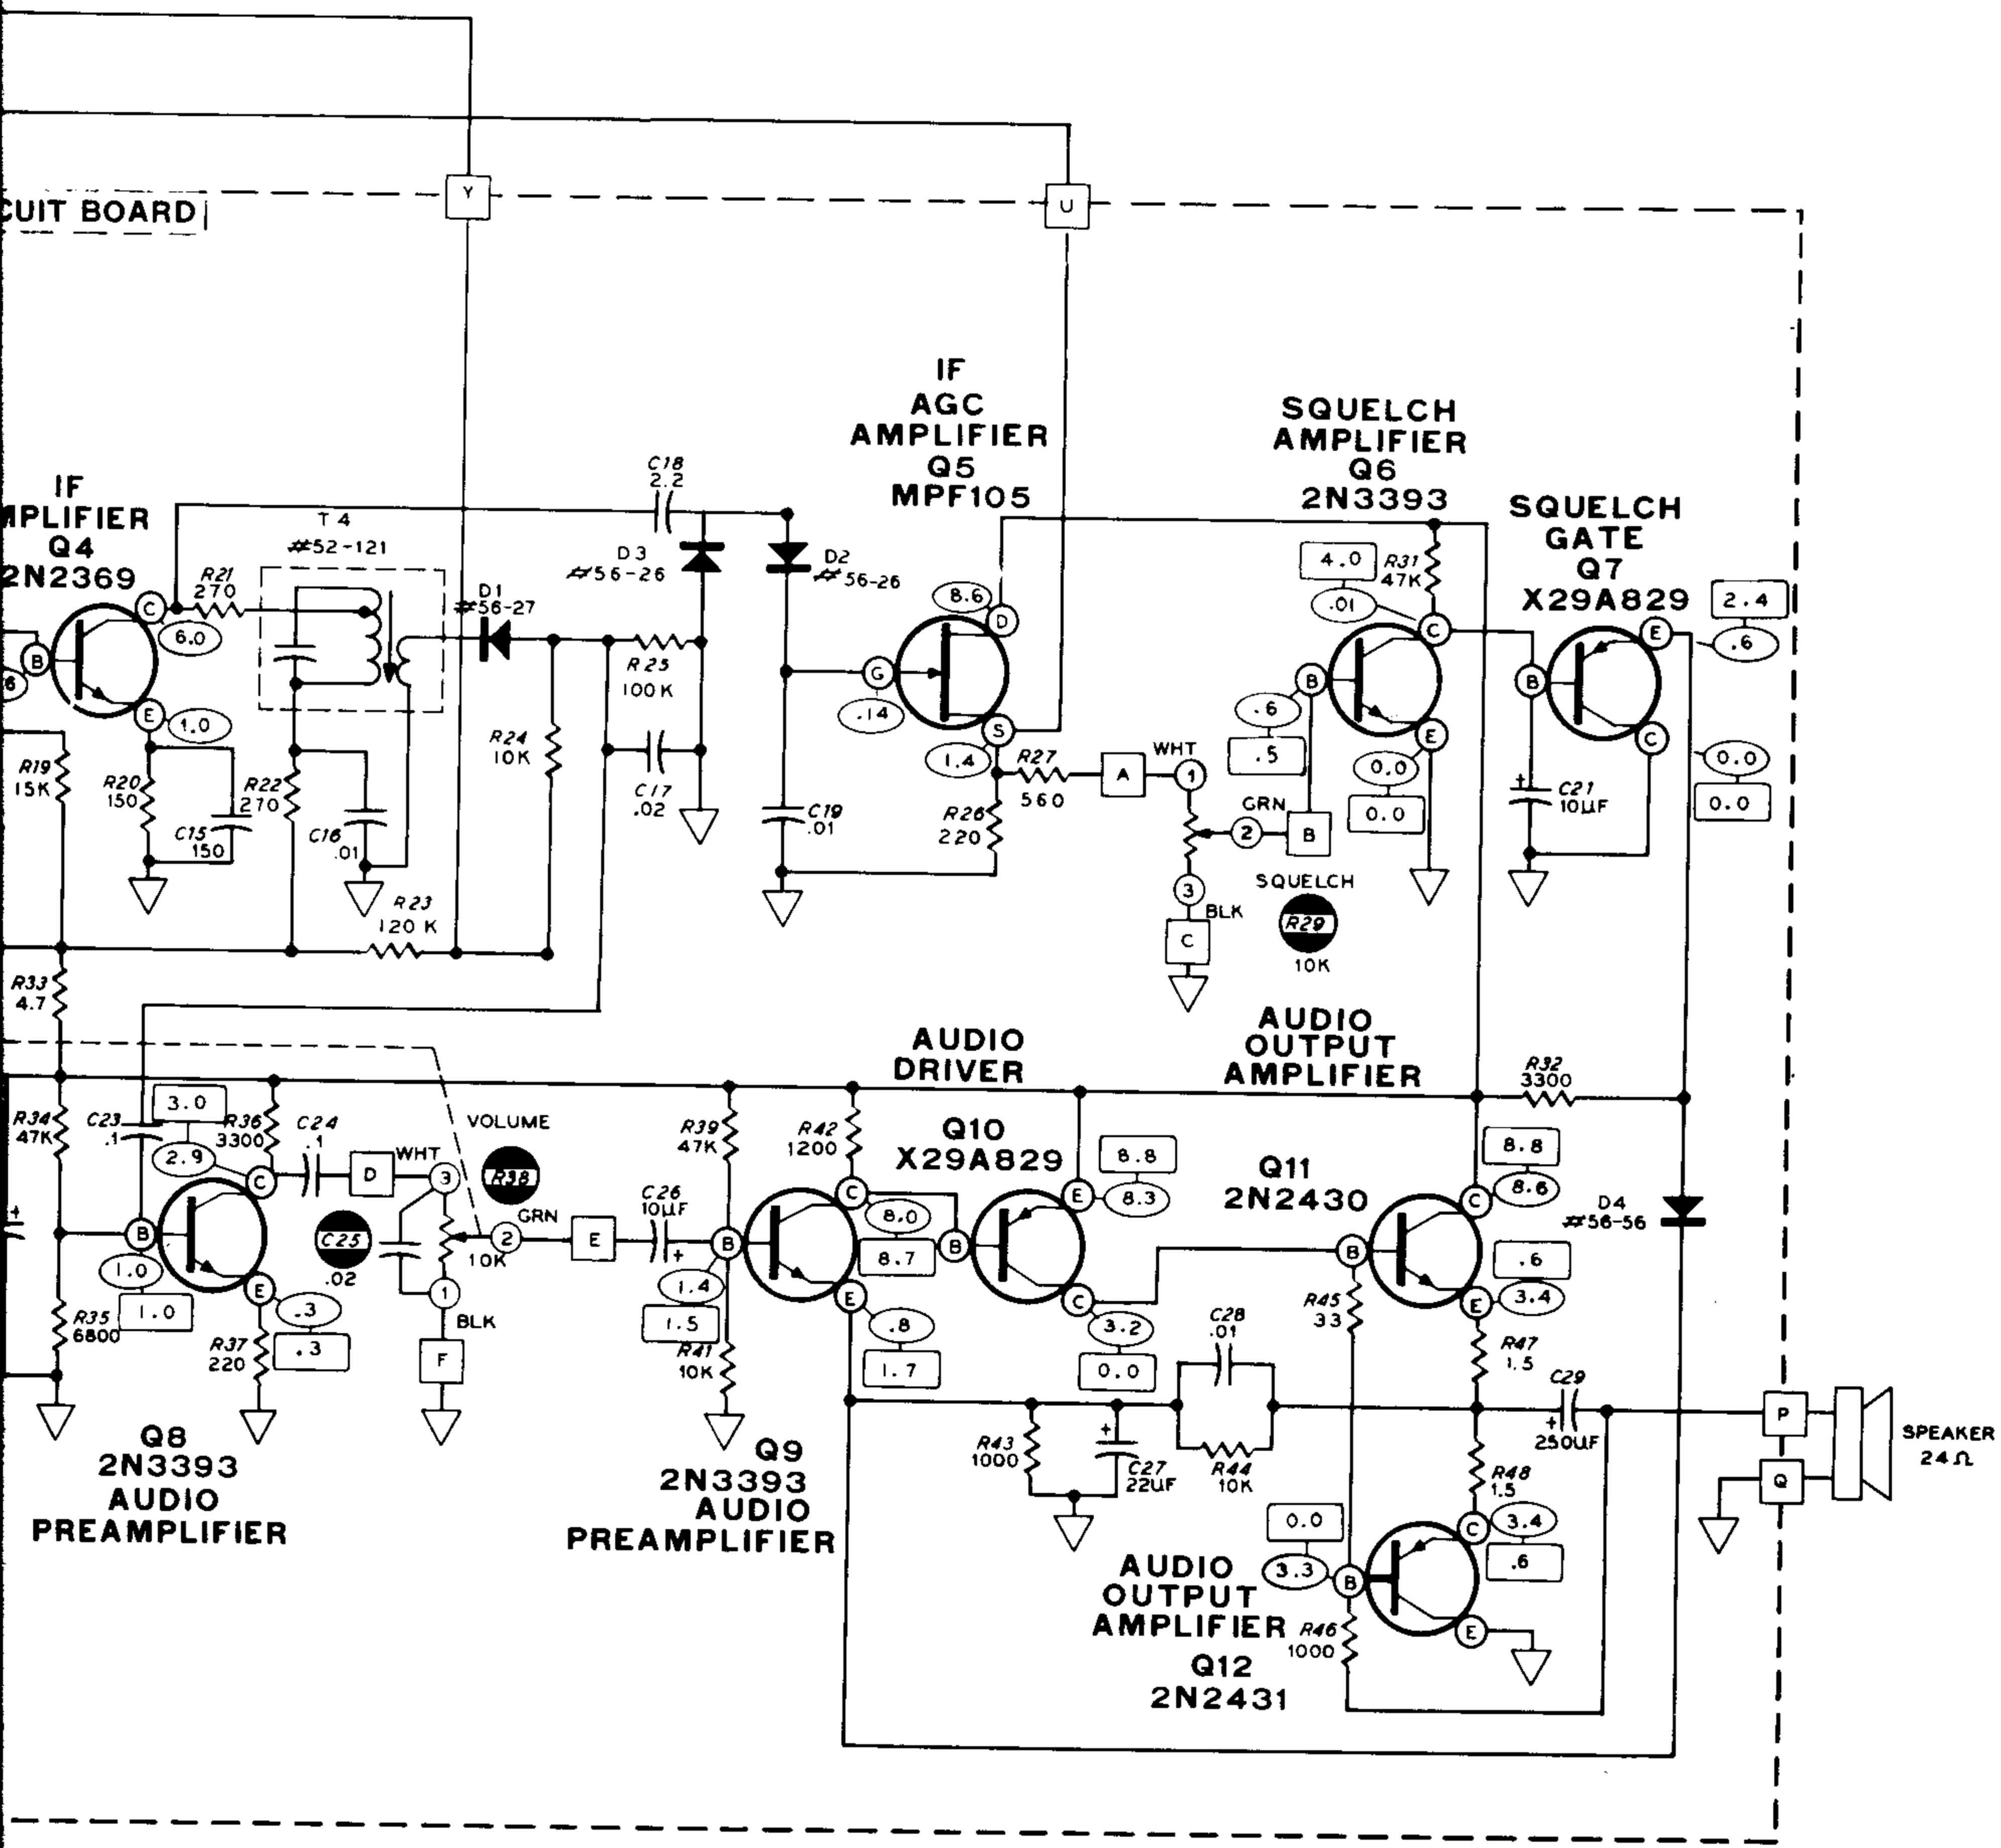 CUIT BOARD
Y
U
IF
AGC
AMPLIFIER
Q5
MPF105
SQUELCH
AMPLIFIER
Q6
2N3393
SQUELCH
GATE
Q7
X29A829
IF
MPLIFIER
Q4
2N2369
T4
#52-121
C18
2.2
D3
#56-26
D2
#56-26
D1
#56-27
R21
270
C
6.0
B
6
E
1.0
R19
15K
R20
150
C15
150
R22
270
C16
.01
R23
120 K
R24
10K
R25
100K
C17
.02
C19
.01
8.6
D
G
.14
S
1.4
R27
560
R26
220
A
WHT
1
GRN
2
B
3
BLK
C
SQUELCH
R29
10K
4.0
.01
R31
47K
C
B
.6
.5
E
0.0
0.0
B
E
2.4
.6
C
0.0
0.0
C21
10µF
+
R33
4.7
R34
47K
C23
.1
3.0
2.9
R36
3300
C24
.1
D
WHT
3
VOLUME
R38
10K
GRN
2
E
C25
.02
1
BLK
F
C
B
1.0
1.0
E
.3
.3
R35
6800
R37
220
+
Q8
2N3393
AUDIO
PREAMPLIFIER
C26
10µF
+
R39
47K
R42
1200
C
8.0
8.7
B
1.4
1.5
R41
10K
E
.8
1.7
Q9
2N3393
AUDIO
PREAMPLIFIER
AUDIO
DRIVER
Q10
X29A829
B
E
8.8
8.3
C
3.2
0.0
R43
1000
+
C27
22UF
C28
.01
R44
10K
AUDIO
OUTPUT
AMPLIFIER
Q11
2N2430
R32
3300
8.8
8.6
C
B
E
.6
3.4
D4
#56-56
R45
33
R47
1.5
C29
+
250UF
R48
1.5
P
Q
SPEAKER
24Ω
0.0
3.3
B
C
3.4
.6
E
R46
1000
AUDIO
OUTPUT
AMPLIFIER
Q12
2N2431